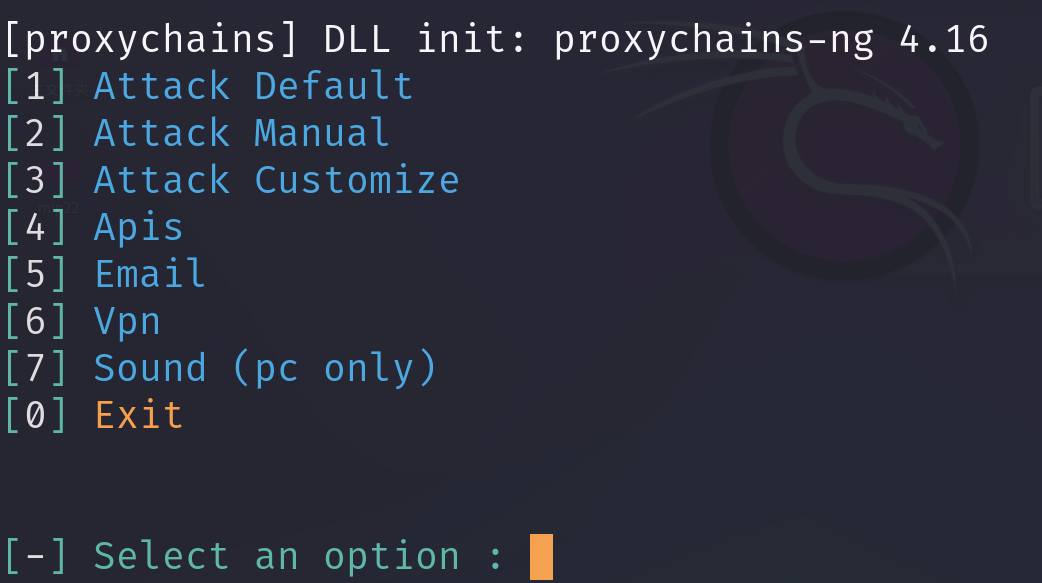 [proxychains] DLL init: proxychains-ng 4.16
[1] Attack Default
[2] Attack Manual
[3] Attack Customize
[4] Apis
[5] Email
[6] Vpn
[7] Sound (pc only)
[0] Exit
[-] Select an option :